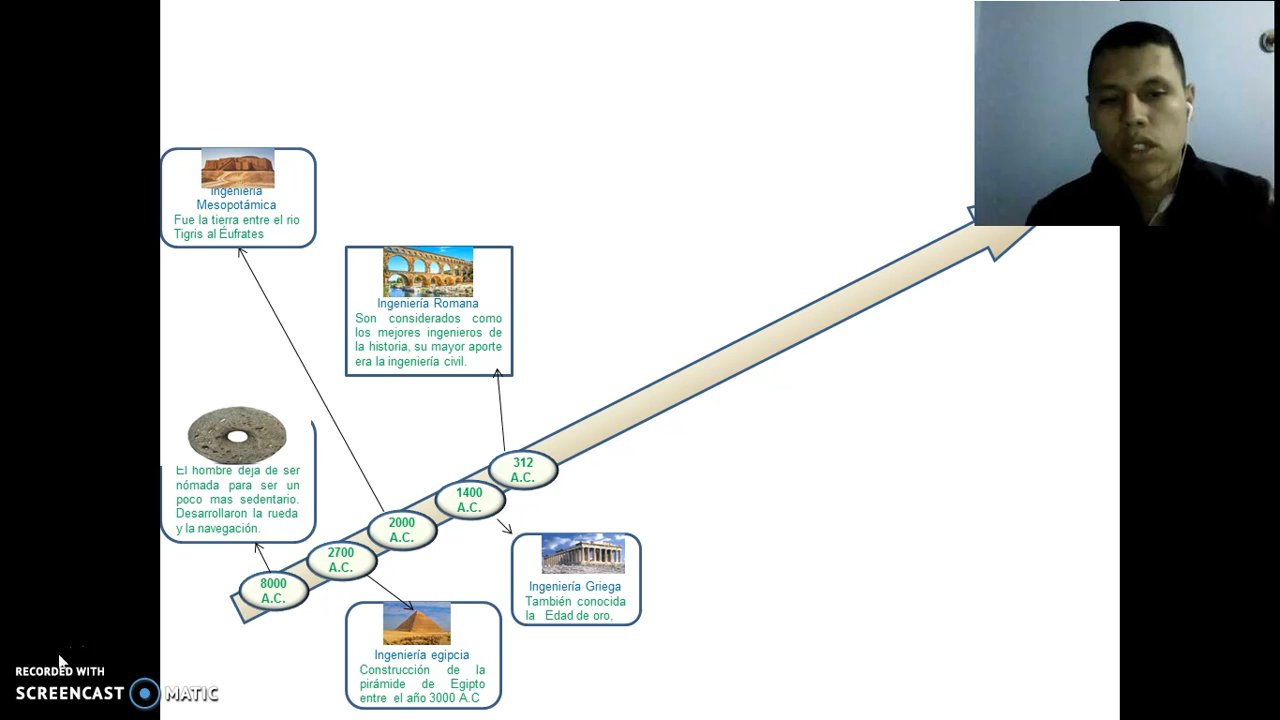 Ingeniería
Mesopotámica
Fue la tierra entre el rio
Tigris al Éufrates
Ingeniería Romana
Son considerados como
los mejores ingenieros de
la historia, su mayor aporte
era la ingeniería civil.
El hombre deja de ser
nómada para ser un
poco mas sedentario.
Desarrollaron la rueda
y la navegación.
312
A.C.
1400
A.C.
2000
A.C.
2700
A.C.
8000
A.C.
Ingeniería Griega
También conocida
la Edad de oro,
Ingeniería egipcia
Construcción de la
pirámide de Egipto
entre el año 3000 A.C
RECORDED WITH
SCREENCAST MATIC